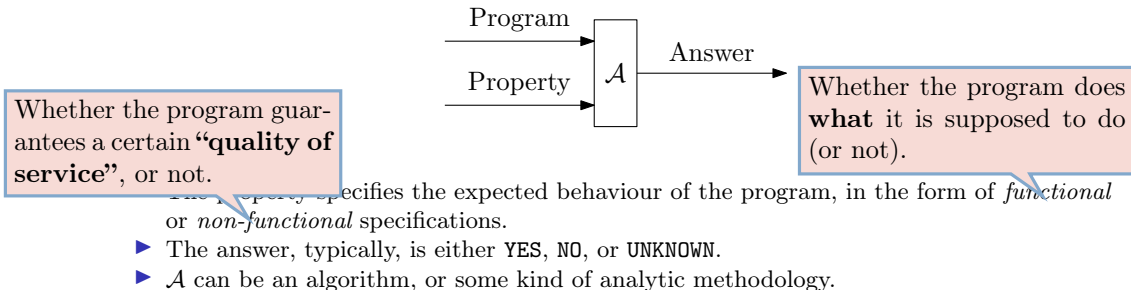 Program
Property
𝒜
Answer
Whether the program guar-
antees a certain “quality of
service”, or not.
Whether the program does
what it is supposed to do
(or not).
specifies the expected behaviour of the program, in the form of functional
or non-functional specifications.
▶ The answer, typically, is either YES, NO, or UNKNOWN.
▶ 𝒜 can be an algorithm, or some kind of analytic methodology.